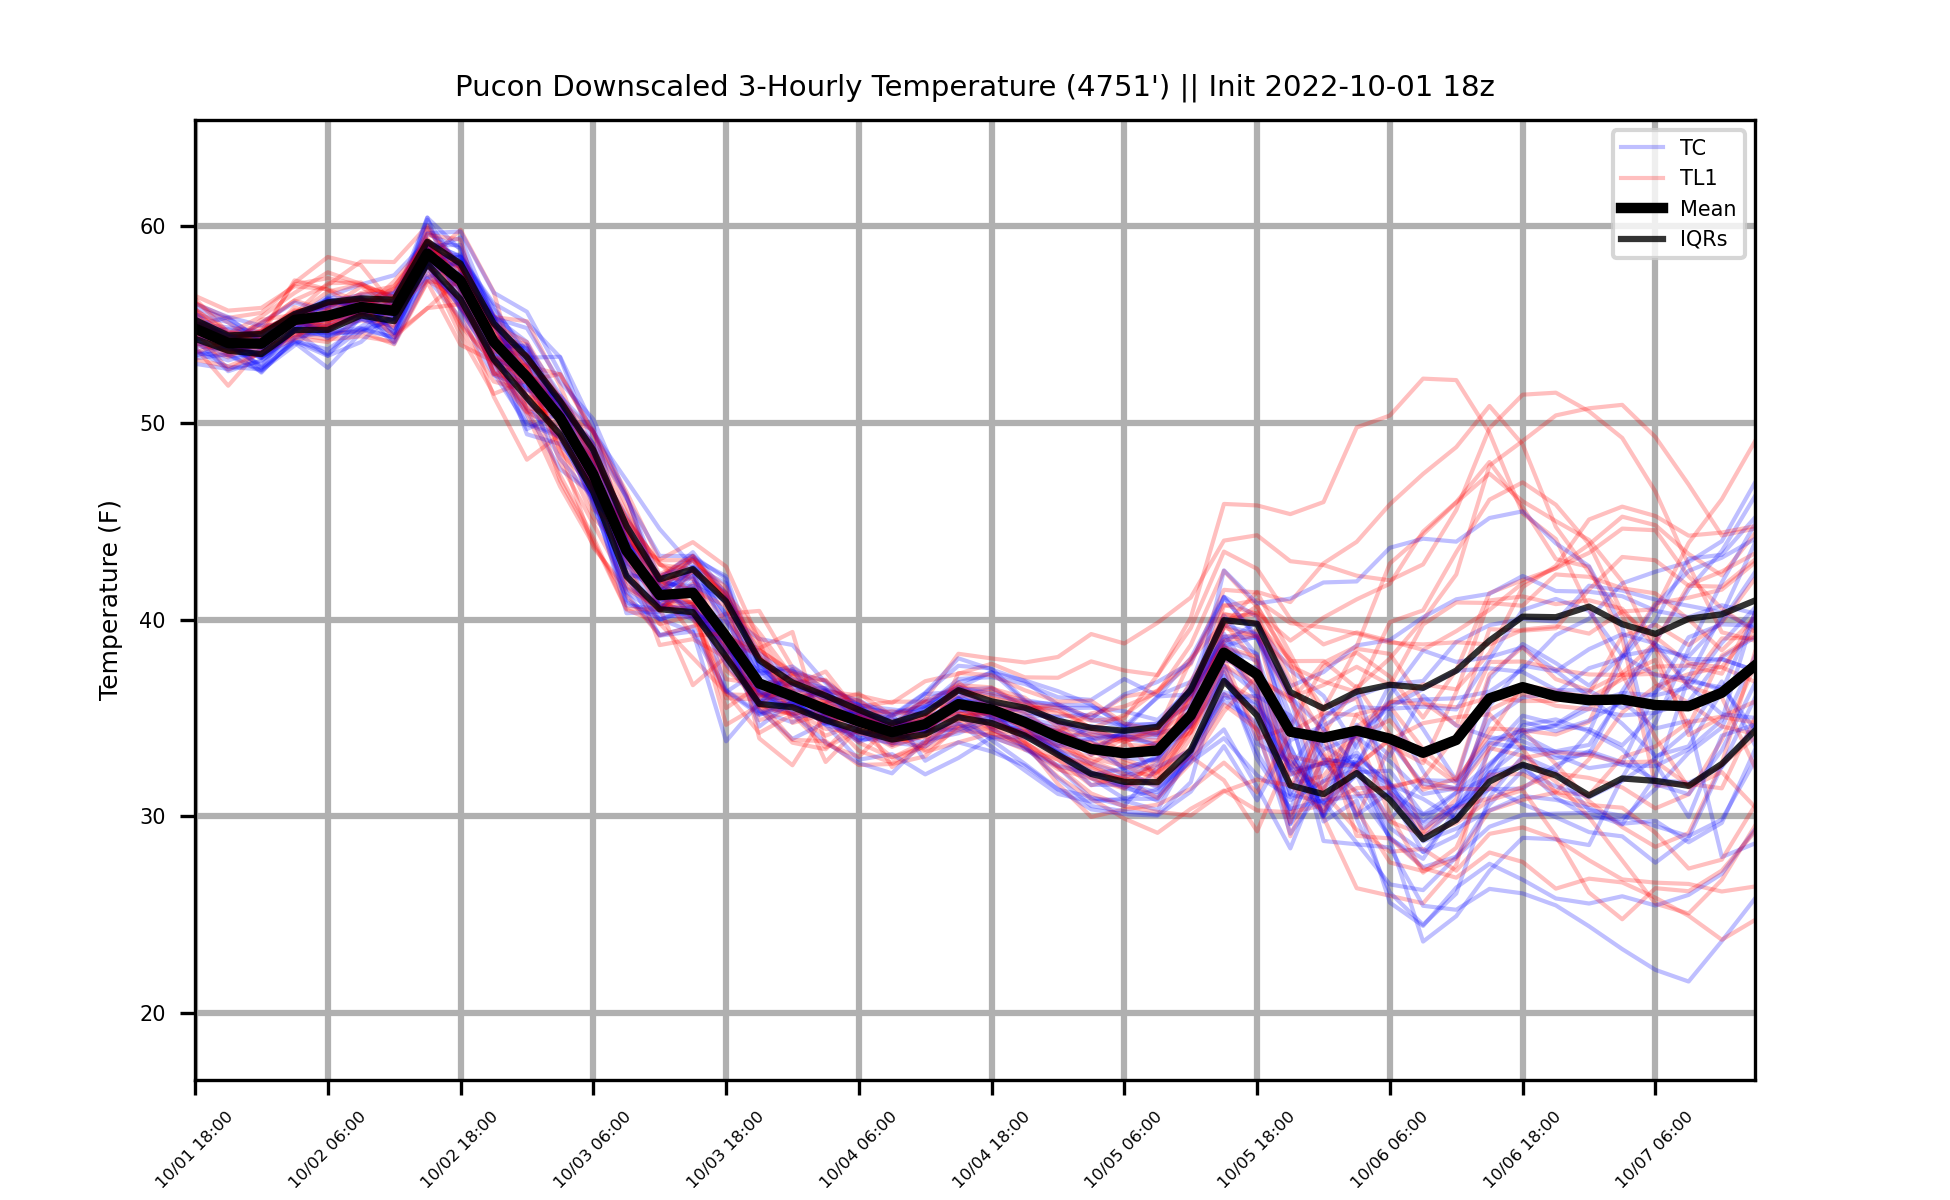 Pucon Downscaled 3-Hourly Temperature (4751') || Init 2022-10-01 18z
TC
TL1
Mean
IQRs
Temperature (F)
60
50
40
30
20
10/01 18:00
10/02 06:00
10/02 18:00
10/03 06:00
10/03 18:00
10/04 06:00
10/04 18:00
10/05 06:00
10/05 18:00
10/06 06:00
10/06 18:00
10/07 06:00